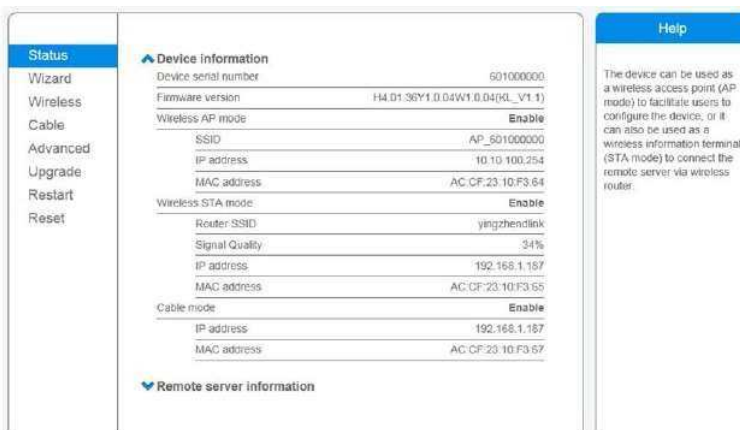 Status
Wizard
Wireless
Cable
Advanced
Upgrade
Restart
Reset
Device information
Device serial number 601000000
Firmware version H4.01.36Y1.0.04W1.0.04(KL_V1.1)
Wireless AP mode Enable
SSID AP_601000000
IP address 10.10.100.254
MAC address AC:CF:23:10:F3:64
Wireless STA mode Enable
Router SSID yingzhendlink
Signal Quality 34%
IP address 192.168.1.187
MAC address AC:CF:23:10:F3:65
Cable mode Enable
IP address 192.168.1.187
MAC address AC:CF:23:10:F3:67
Remote server information
Help
The device can be used as
a wireless access point (AP
mode) to facilitate users to
configure the device, or it
can also be used as a
wireless information terminal
(STA mode) to connect the
remote server via wireless
router.